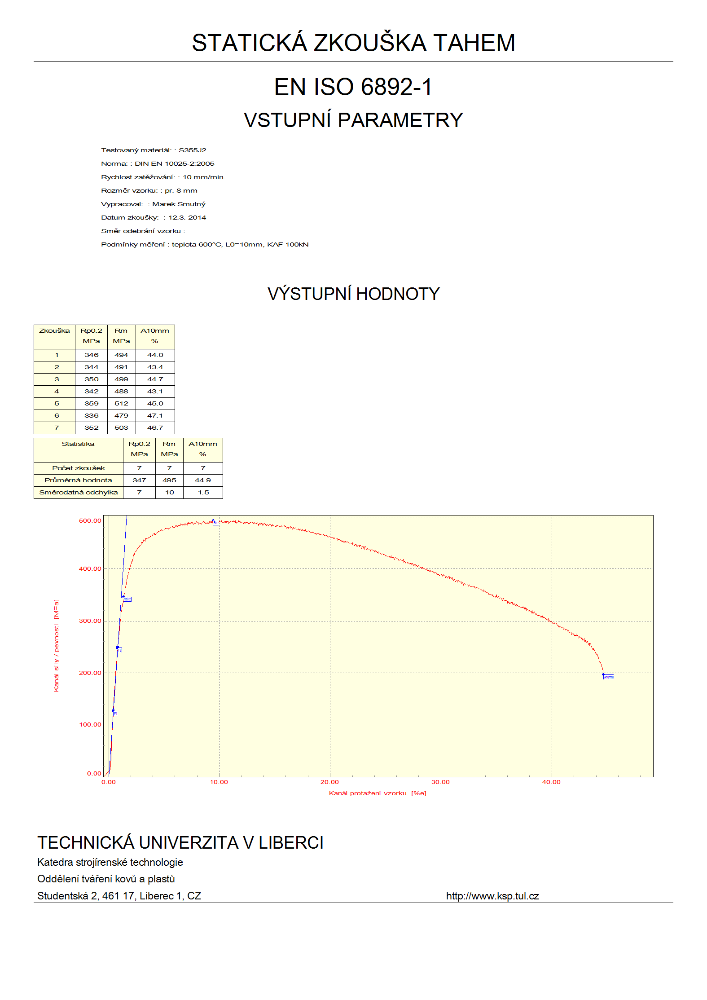 STATICKÁ ZKOUŠKA TAHEM
EN ISO 6892-1
VSTUPNÍ PARAMETRY
Testovaný materiál: : S355J2
Norma: : DIN EN 10025-2:2005
Rychlost zatěžování: : 10 mm/min.
Rozměr vzorku: : pr. 8 mm
Vypracoval: : Marek Smutný
Datum zkoušky: : 12.3. 2014
Směr odebrání vzorku :
Podmínky měření : teplota 600°C, L0=10mm, KAF 100kN
VÝSTUPNÍ HODNOTY
Zkouška Rp0.2 Rm A10mm
MPa MPa %
1 346 494 44.0
2 344 491 43.4
3 350 499 44.7
4 342 488 43.1
5 359 512 45.0
6 336 479 47.1
7 352 503 46.7
Statistika Rp0.2 Rm A10mm
MPa MPa %
Počet zkoušek 7 7 7
Průměrná hodnota 347 495 44.9
Směrodatná odchylka 7 10 1.5
500.00
Rm
400.00
Rp0.2
Kanál síly / pevnosti [MPa]
300.00
F2
200.00
A10mm
F1
100.00
0.00
0.00 10.00 20.00 30.00 40.00
Kanál protažení vzorku [%e]
TECHNICKÁ UNIVERZITA V LIBERCI
Katedra strojírenské technologie
Oddělení tváření kovů a plastů
Studentská 2, 461 17, Liberec 1, CZ http://www.ksp.tul.cz